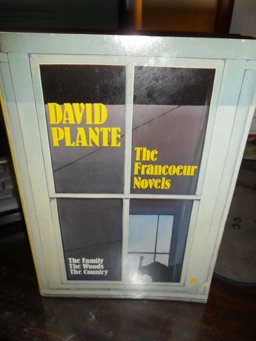 DAVID
PLANTE
The
Francoeur
Novels
The Family
The Woods
The Country